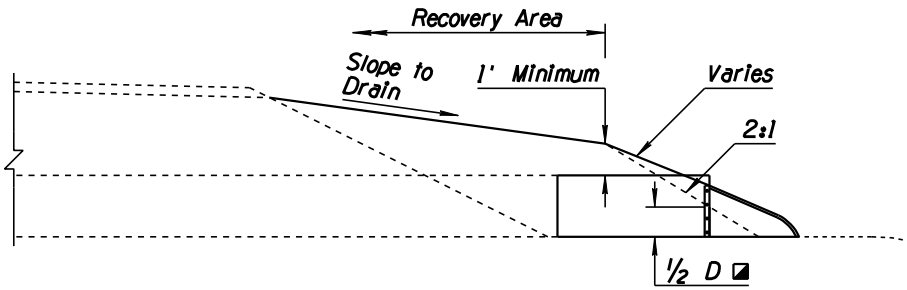 Recovery Area
Slope to
Drain
1' Minimum
Varies
2:1
1/2 D